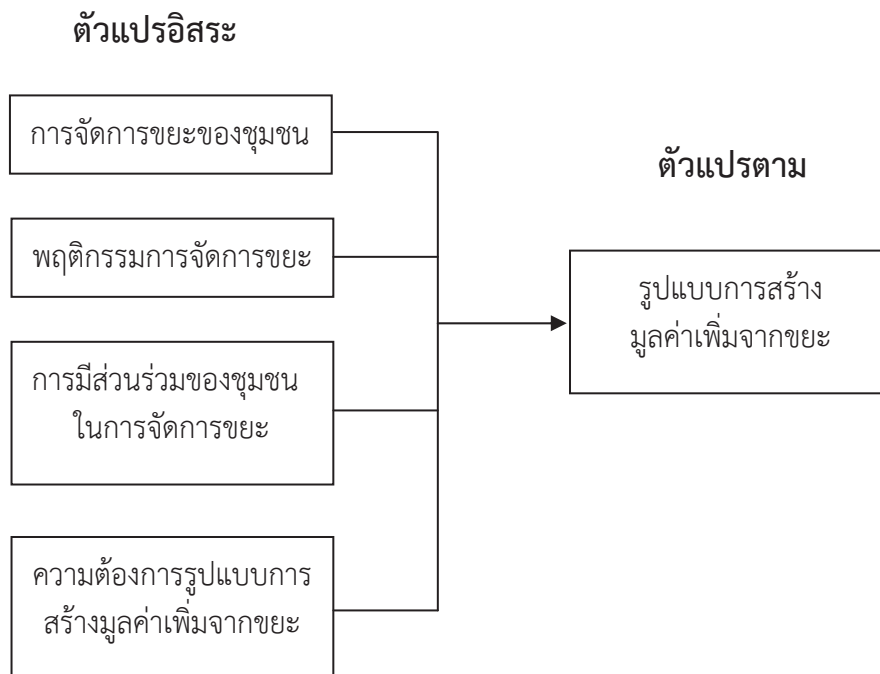 ตัวแปรอิสระ
การจัดการขยะของชุมชน
พฤติกรรมการจัดการขยะ
การมีส่วนร่วมของชุมชน
ในการจัดการขยะ
ความต้องการรูปแบบการ
สร้างมูลค่าเพิ่มจากขยะ
ตัวแปรตาม
รูปแบบการสร้าง
มูลค่าเพิ่มจากขยะ